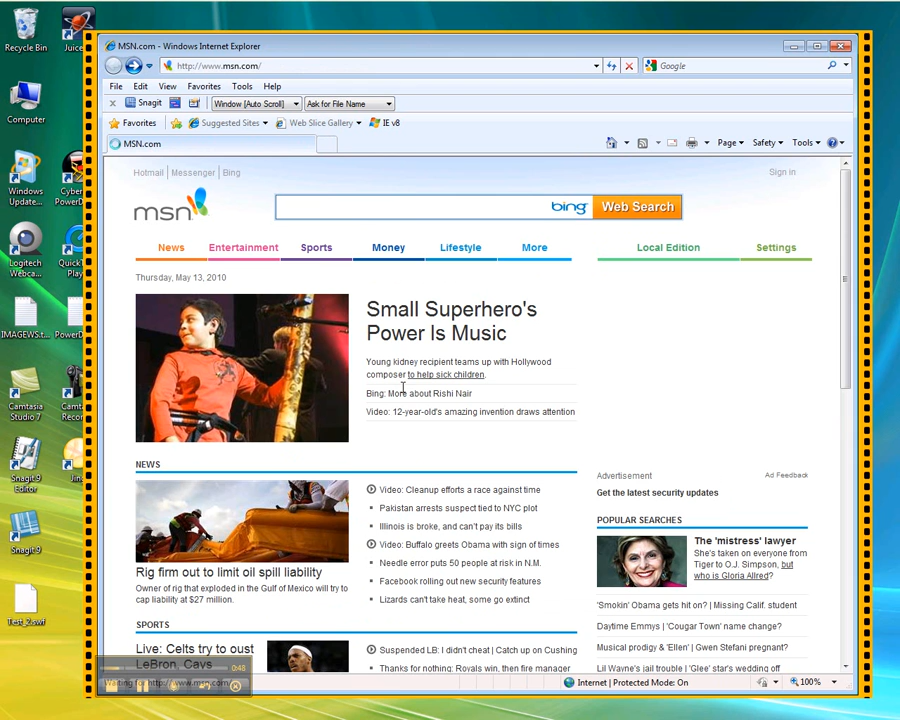 Recycle Bin
Juice
Computer
Windows
Update...
Cyber
PowerD
Logitech
Webca...
Quick
Play
IMAGEWS.t...
PowerD
Camtasia
Studio 7
Camta
Recor
Snagit 9
Editor
Jin
Snagit 9
Test_2.swf
MSN.com - Windows Internet Explorer
http://www.msn.com/
Google
File Edit View Favorites Tools Help
x Snagit Window [Auto Scroll] Ask for File Name
Favorites Suggested Sites Web Slice Gallery IE v8
MSN.com
Page Safety Tools
Hotmail | Messenger | Bing
Sign in
msn
bing Web Search
News Entertainment Sports Money Lifestyle More Local Edition Settings
Thursday, May 13, 2010
Small Superhero's
Power Is Music
Young kidney recipient teams up with Hollywood
composer to help sick children.
Bing: More about Rishi Nair
Video: 12-year-old's amazing invention draws attention
NEWS
Rig firm out to limit oil spill liability
Owner of rig that exploded in the Gulf of Mexico will try to
cap liability at $27 million.
Video: Cleanup efforts a race against time
Pakistan arrests suspect tied to NYC plot
Illinois is broke, and can't pay its bills
Video: Buffalo greets Obama with sign of times
Needle error puts 50 people at risk in N.M.
Facebook rolling out new security features
Lizards can't take heat, some go extinct
Advertisement Ad Feedback
Get the latest security updates
POPULAR SEARCHES
The 'mistress' lawyer
She's taken on everyone from
Tiger to O.J. Simpson, but
who is Gloria Allred?
'Smokin' Obama gets hit on? | Missing Calif. student
Daytime Emmys | 'Cougar Town' name change?
Musical prodigy & 'Ellen' | Gwen Stefani pregnant?
Lil Wayne's jail trouble | 'Glee' star's wedding off
SPORTS
Live: Celts try to oust
LeBron, Cavs
Suspended LB: I didn't cheat | Catch up on Cushing
Thanks for nothing: Royals win, then fire manager
0:48
Waiting for http://www.msn.com/
Internet | Protected Mode: On
100%